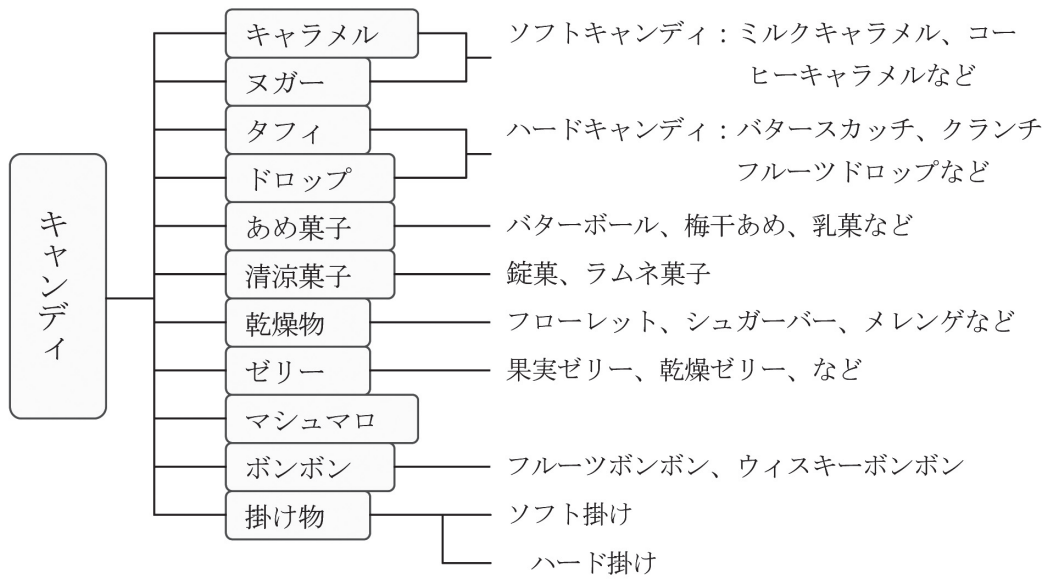 キャンディ
キャラメル
ソフトキャンディ：ミルクキャラメル、コー
ヒーキャラメルなど
ヌガー
タフィ
ハードキャンディ：バタースカッチ、クランチ
フルーツドロップなど
ドロップ
あめ菓子
バターボール、梅干あめ、乳菓など
清涼菓子
錠菓、ラムネ菓子
乾燥物
フローレット、シュガーバー、メレンゲなど
ゼリー
果実ゼリー、乾燥ゼリー、など
マシュマロ
ボンボン
フルーツボンボン、ウィスキーボンボン
掛け物
ソフト掛け
ハード掛け